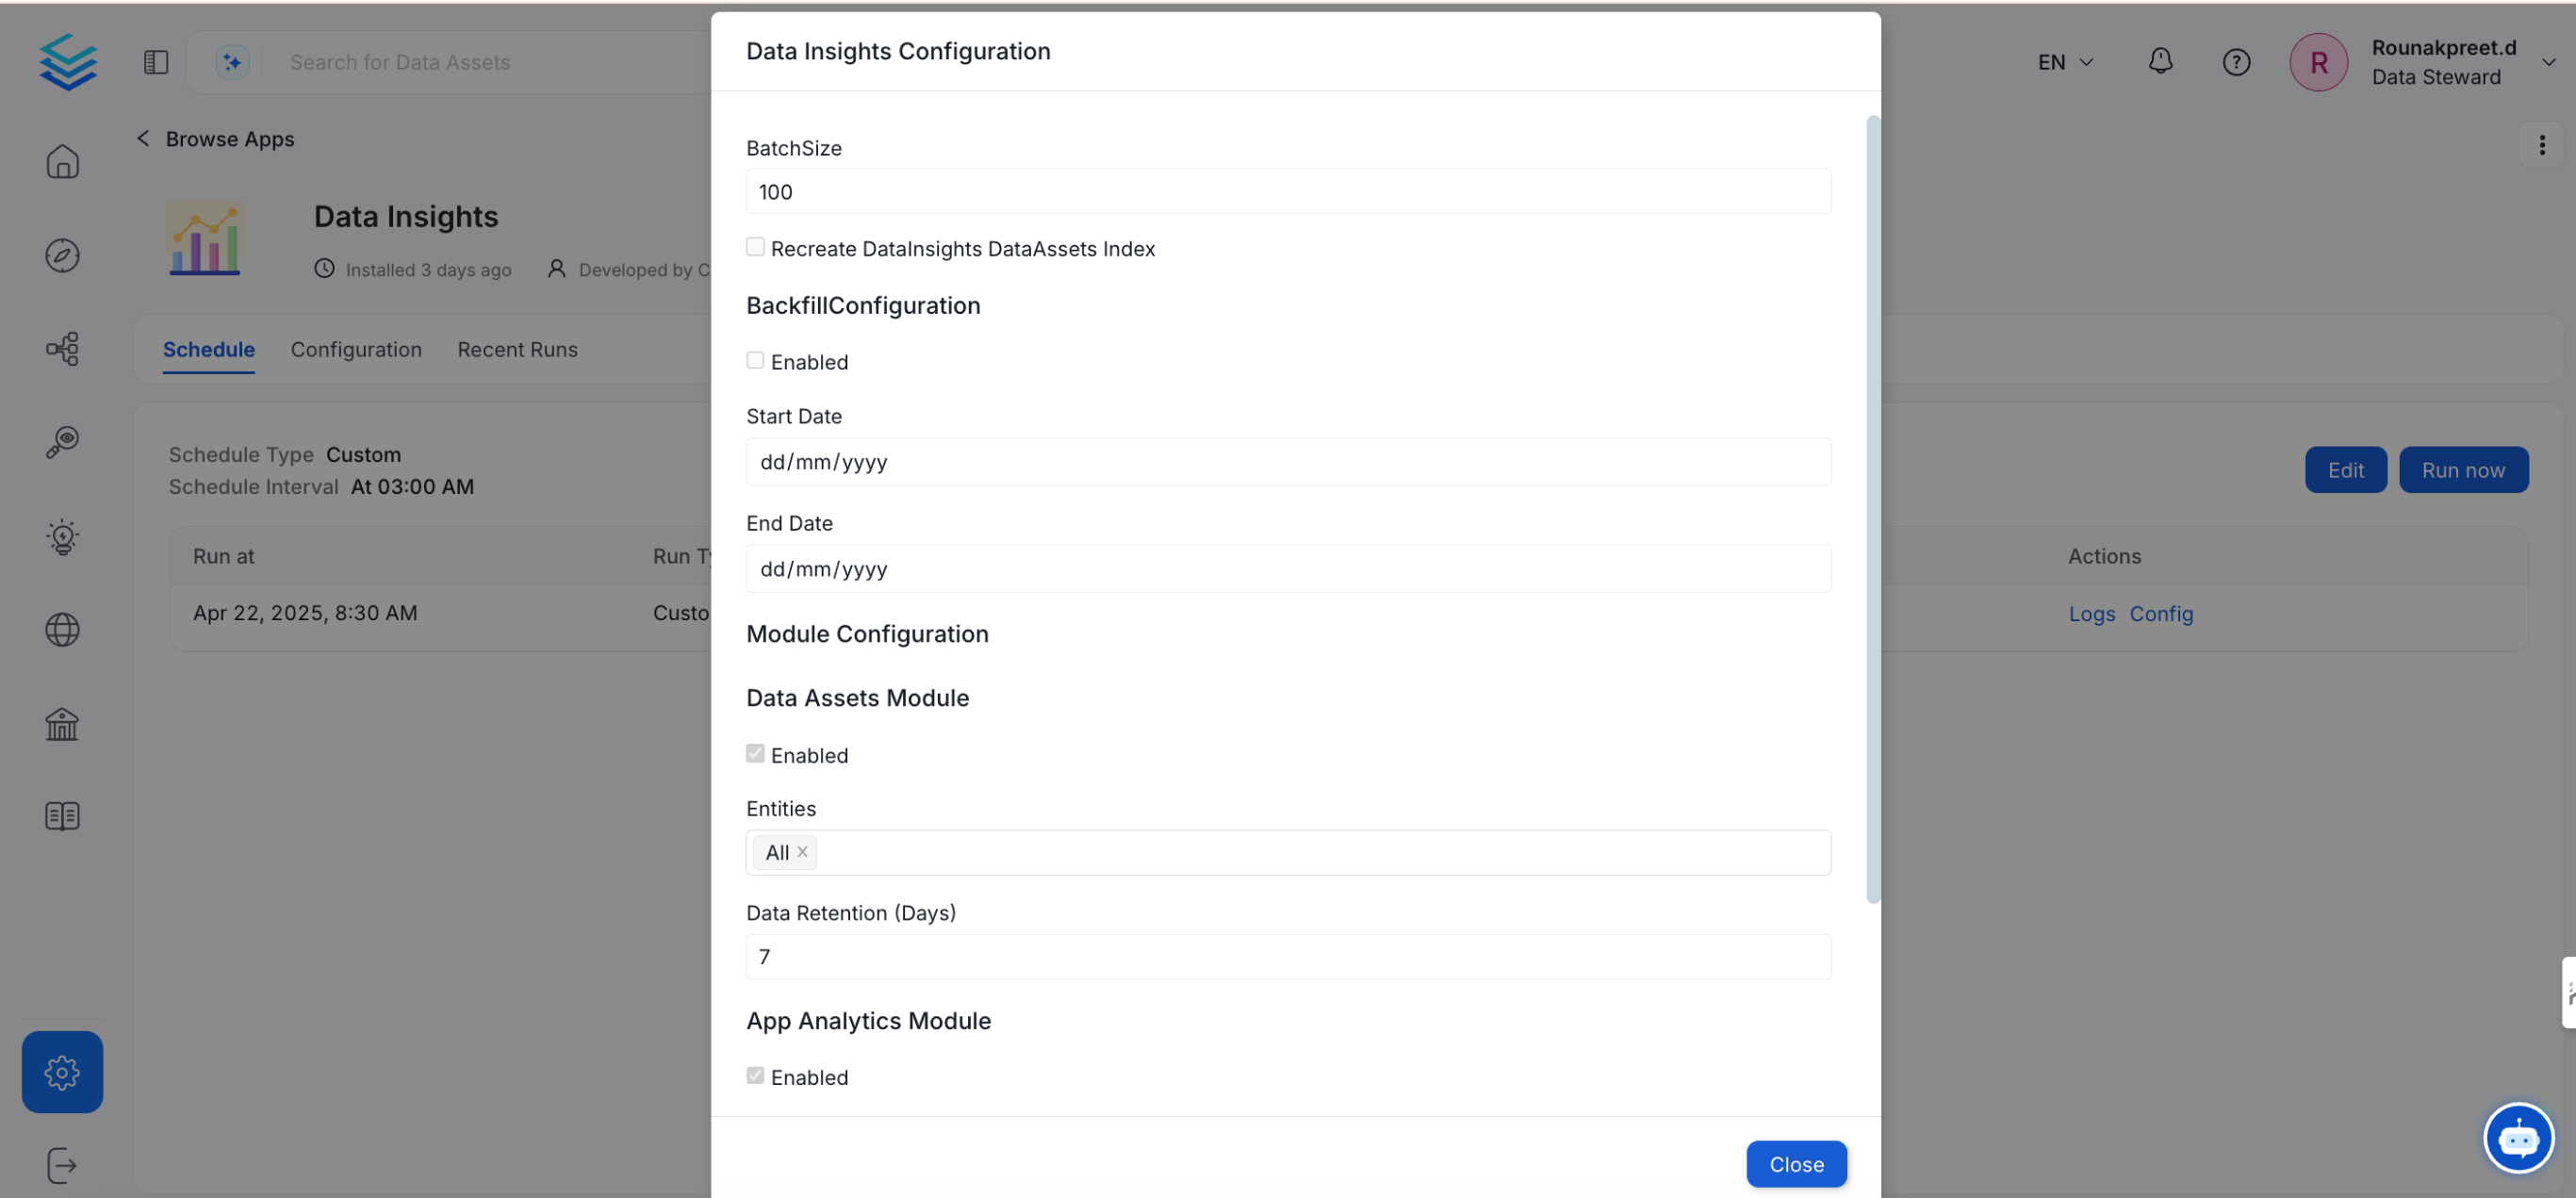 Search for Data Assets
EN
R
Rounakpreet.d
Data Steward
Browse Apps
Data Insights
Installed 3 days ago
Developed by C
Schedule
Configuration
Recent Runs
Schedule Type Custom
Schedule Interval At 03:00 AM
Edit
Run now
Run at
Run Ty
Actions
Apr 22, 2025, 8:30 AM
Custo
Logs
Config
Data Insights Configuration
BatchSize
100
Recreate DataInsights DataAssets Index
BackfillConfiguration
Enabled
Start Date
dd/mm/yyyy
End Date
dd/mm/yyyy
Module Configuration
Data Assets Module
Enabled
Entities
All
Data Retention (Days)
7
App Analytics Module
Enabled
Close